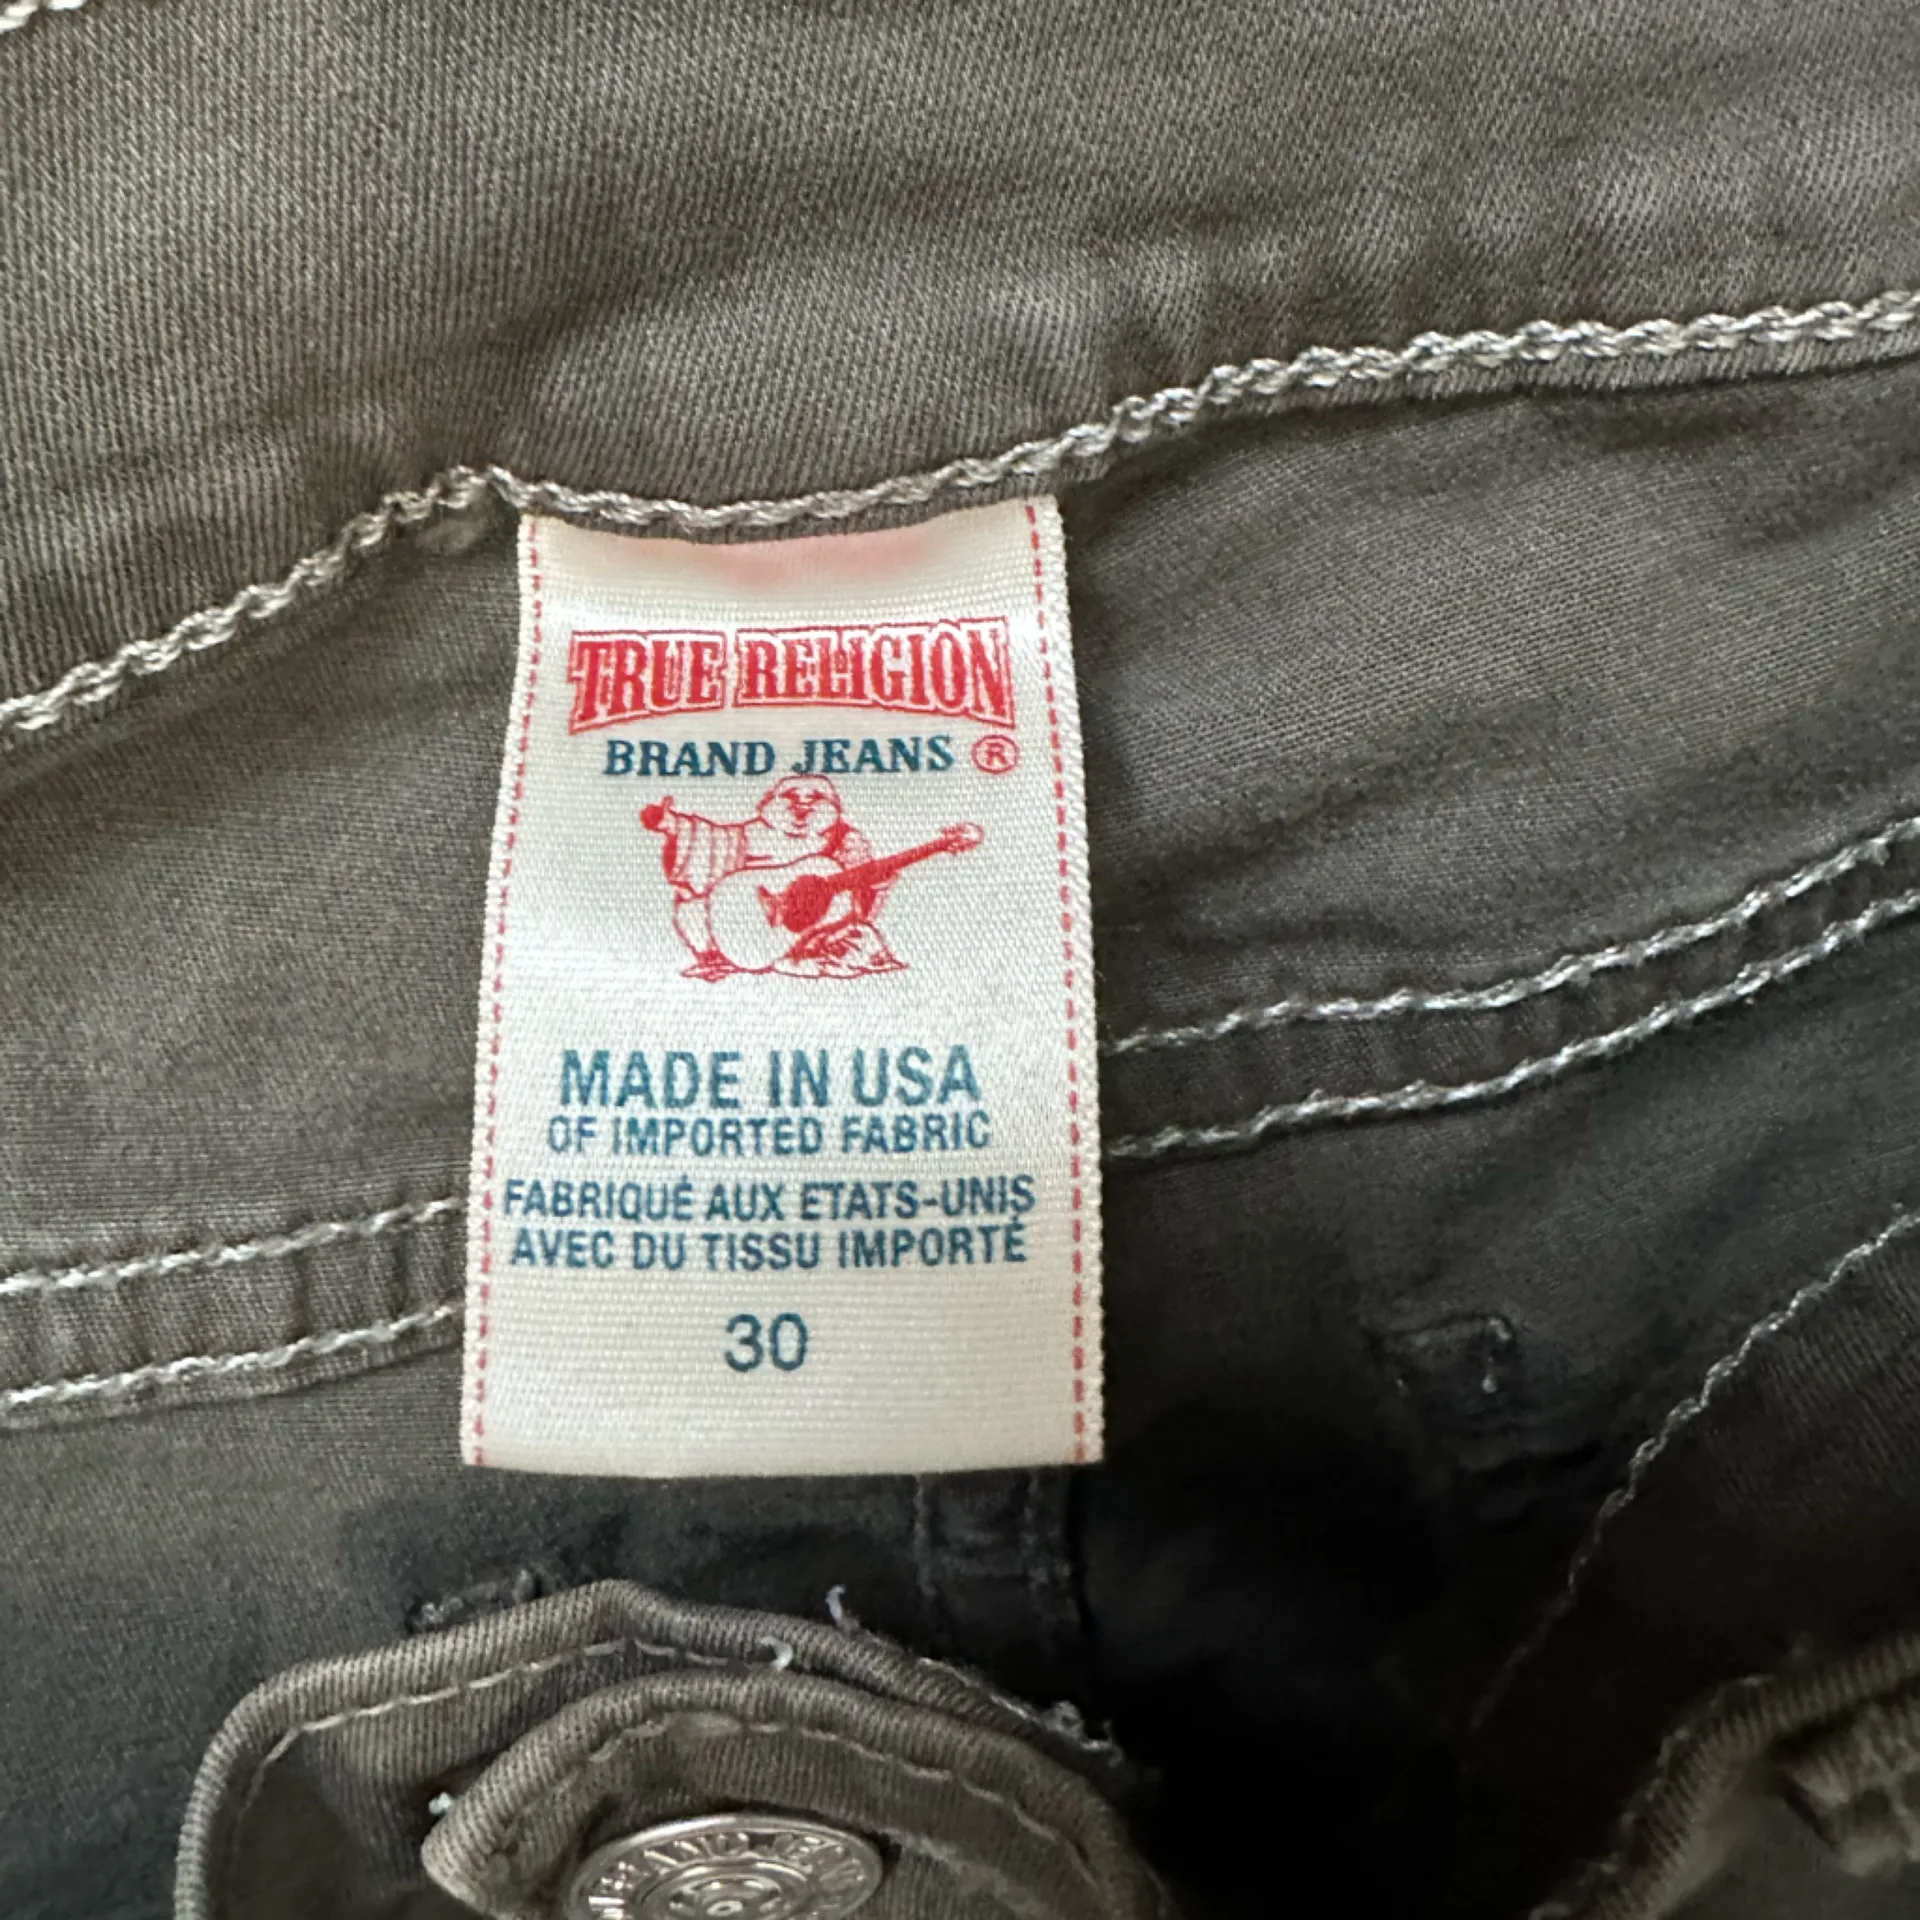 TRUE RELIGION
BRAND JEANS ®
MADE IN USA
OF IMPORTED FABRIC
FABRIQUÉ AUX ETATS-UNIS
AVEC DU TISSU IMPORTÉ
30